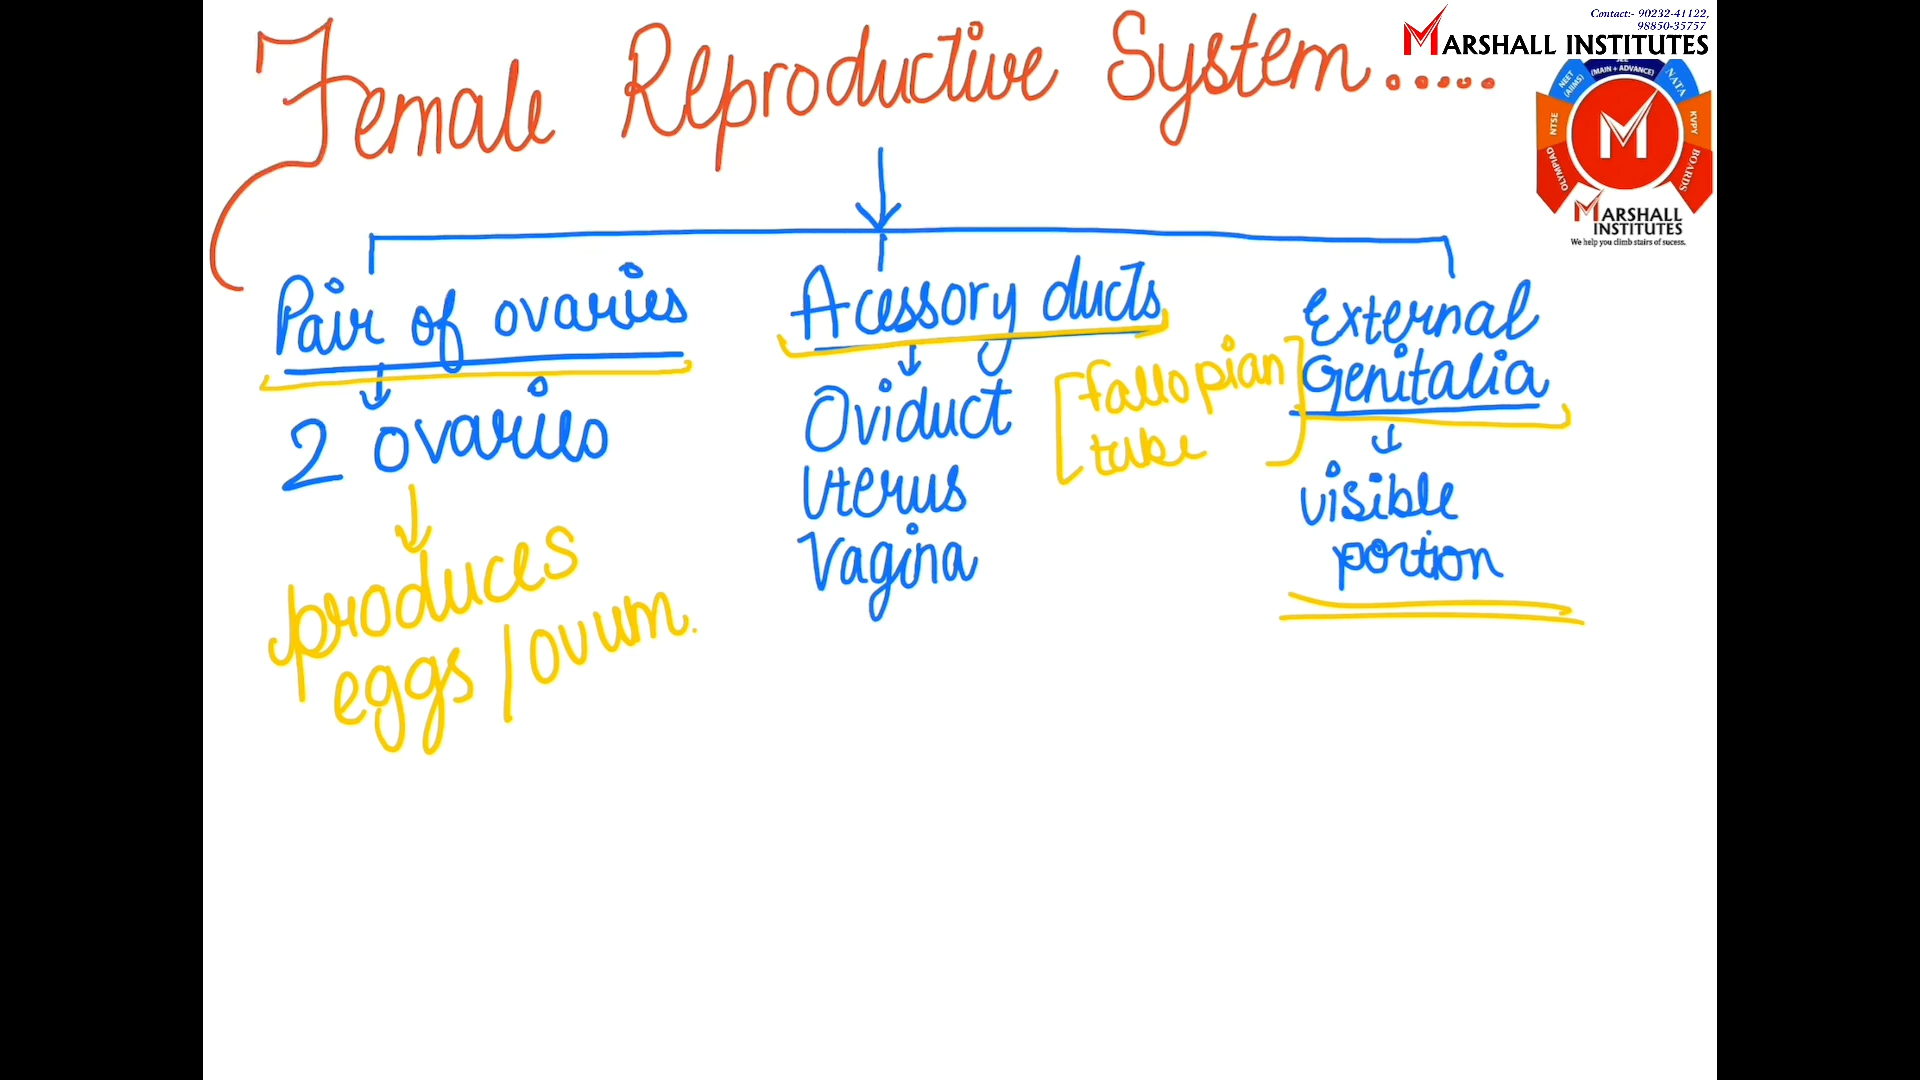 Contact:- 90232-41122,
98850-35757
MARSHALL INSTITUTES
Female Reproductive System.....
JEE
(MAIN + ADVANCE)
NEET
(AIIMS)
NATA
NTSE
KVPY
OLYMPIAD
BOARDS
M
MARSHALL
INSTITUTES
We help you climb stairs of sucess.
Pair of ovaries
2 ovaries
produces
eggs / ovum.
Acessory ducts
Oviduct
[fallopian
tube]
Uterus
Vagina
External
Genitalia
visible
portion